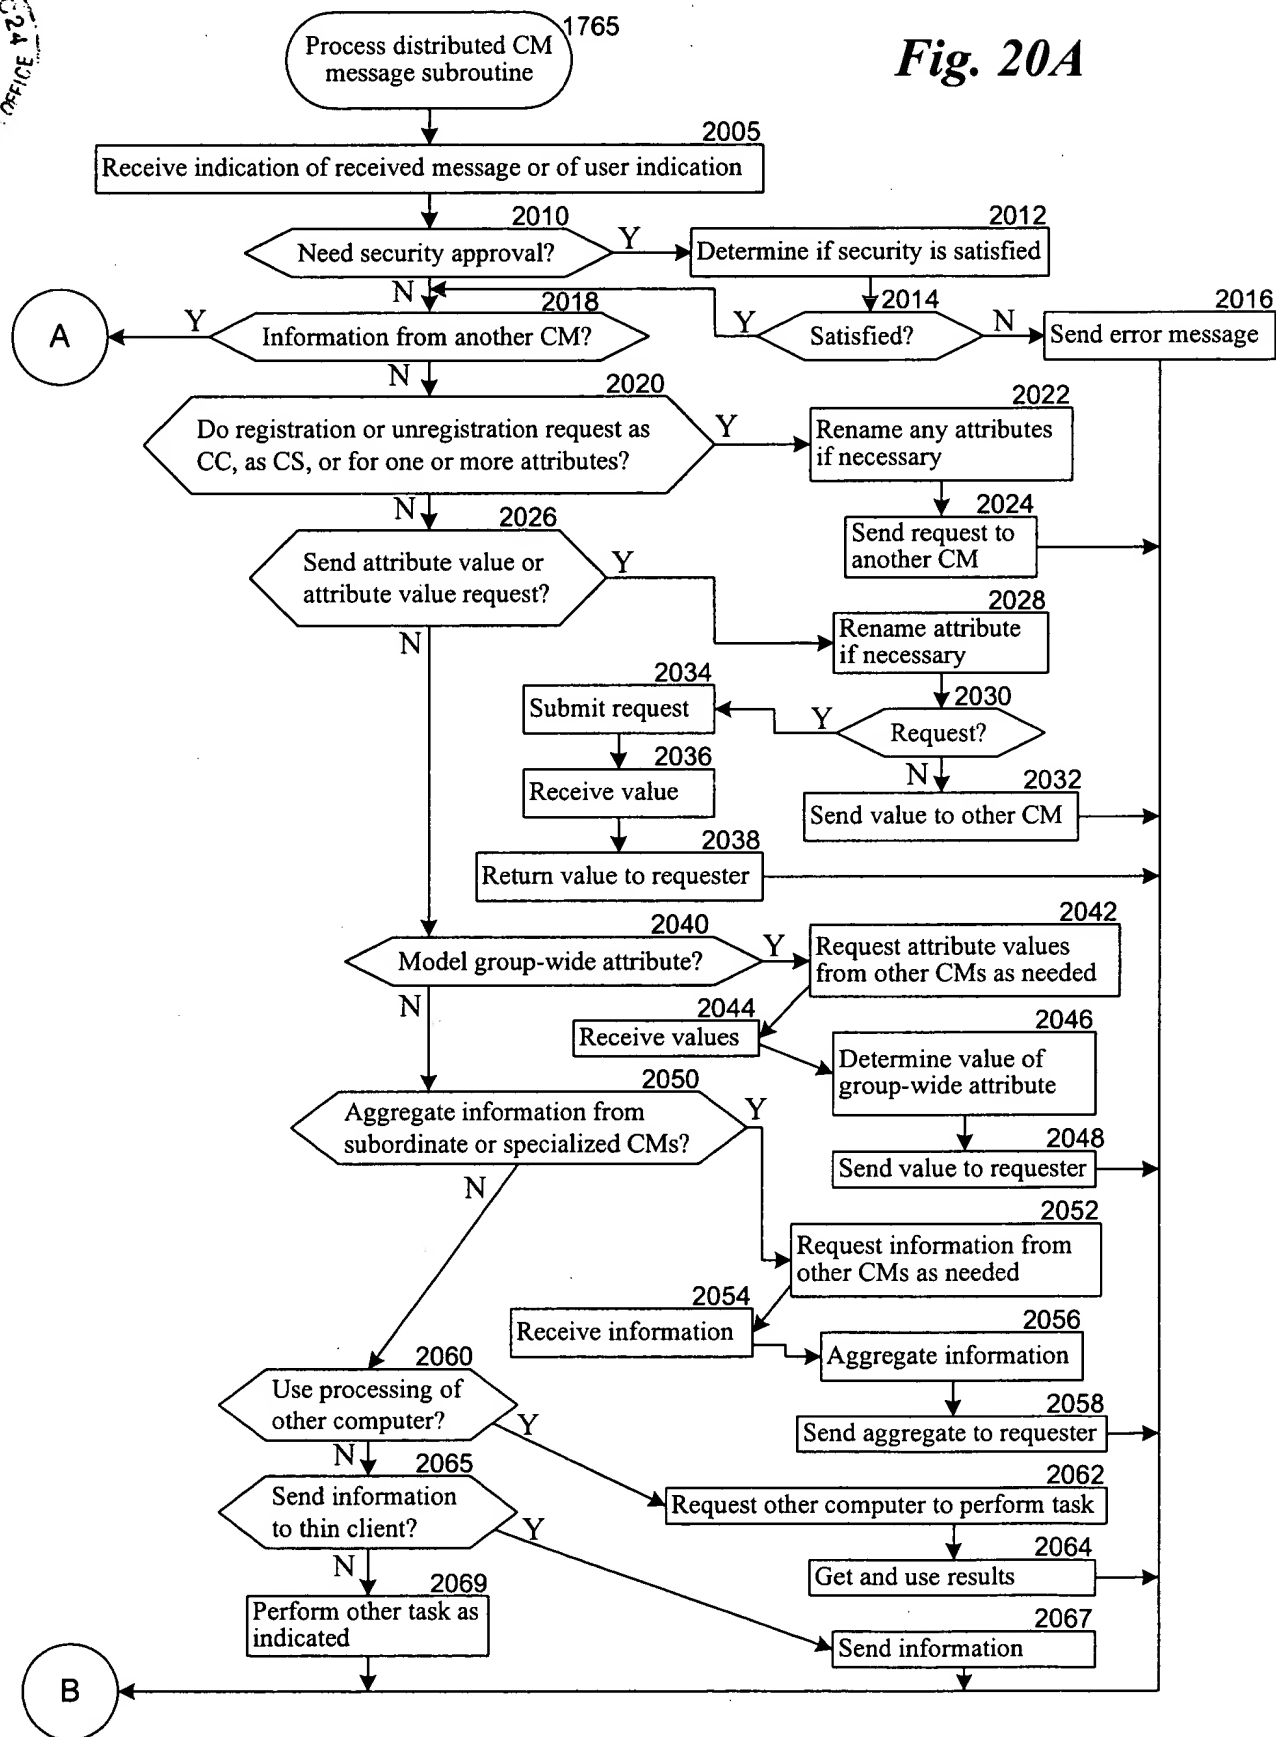 Fig. 20A
1765
Process distributed CM
message subroutine
2005
Receive indication of received message or of user indication
2010
Need security approval?
Y
2012
Determine if security is satisfied
N
2014
Satisfied?
Y
N
2016
Send error message
2018
Information from another CM?
Y
A
N
2020
Do registration or unregistration request as
CC, as CS, or for one or more attributes?
Y
2022
Rename any attributes
if necessary
2024
Send request to
another CM
N
2026
Send attribute value or
attribute value request?
Y
2028
Rename attribute
if necessary
2030
Request?
Y
2034
Submit request
2036
Receive value
N
2032
Send value to other CM
2038
Return value to requester
N
2040
Model group-wide attribute?
Y
2042
Request attribute values
from other CMs as needed
2044
Receive values
2046
Determine value of
group-wide attribute
2048
Send value to requester
N
2050
Aggregate information from
subordinate or specialized CMs?
Y
2052
Request information from
other CMs as needed
2054
Receive information
2056
Aggregate information
2058
Send aggregate to requester
N
2060
Use processing of
other computer?
Y
2062
Request other computer to perform task
2064
Get and use results
N
2065
Send information
to thin client?
Y
2067
Send information
N
2069
Perform other task as
indicated
B